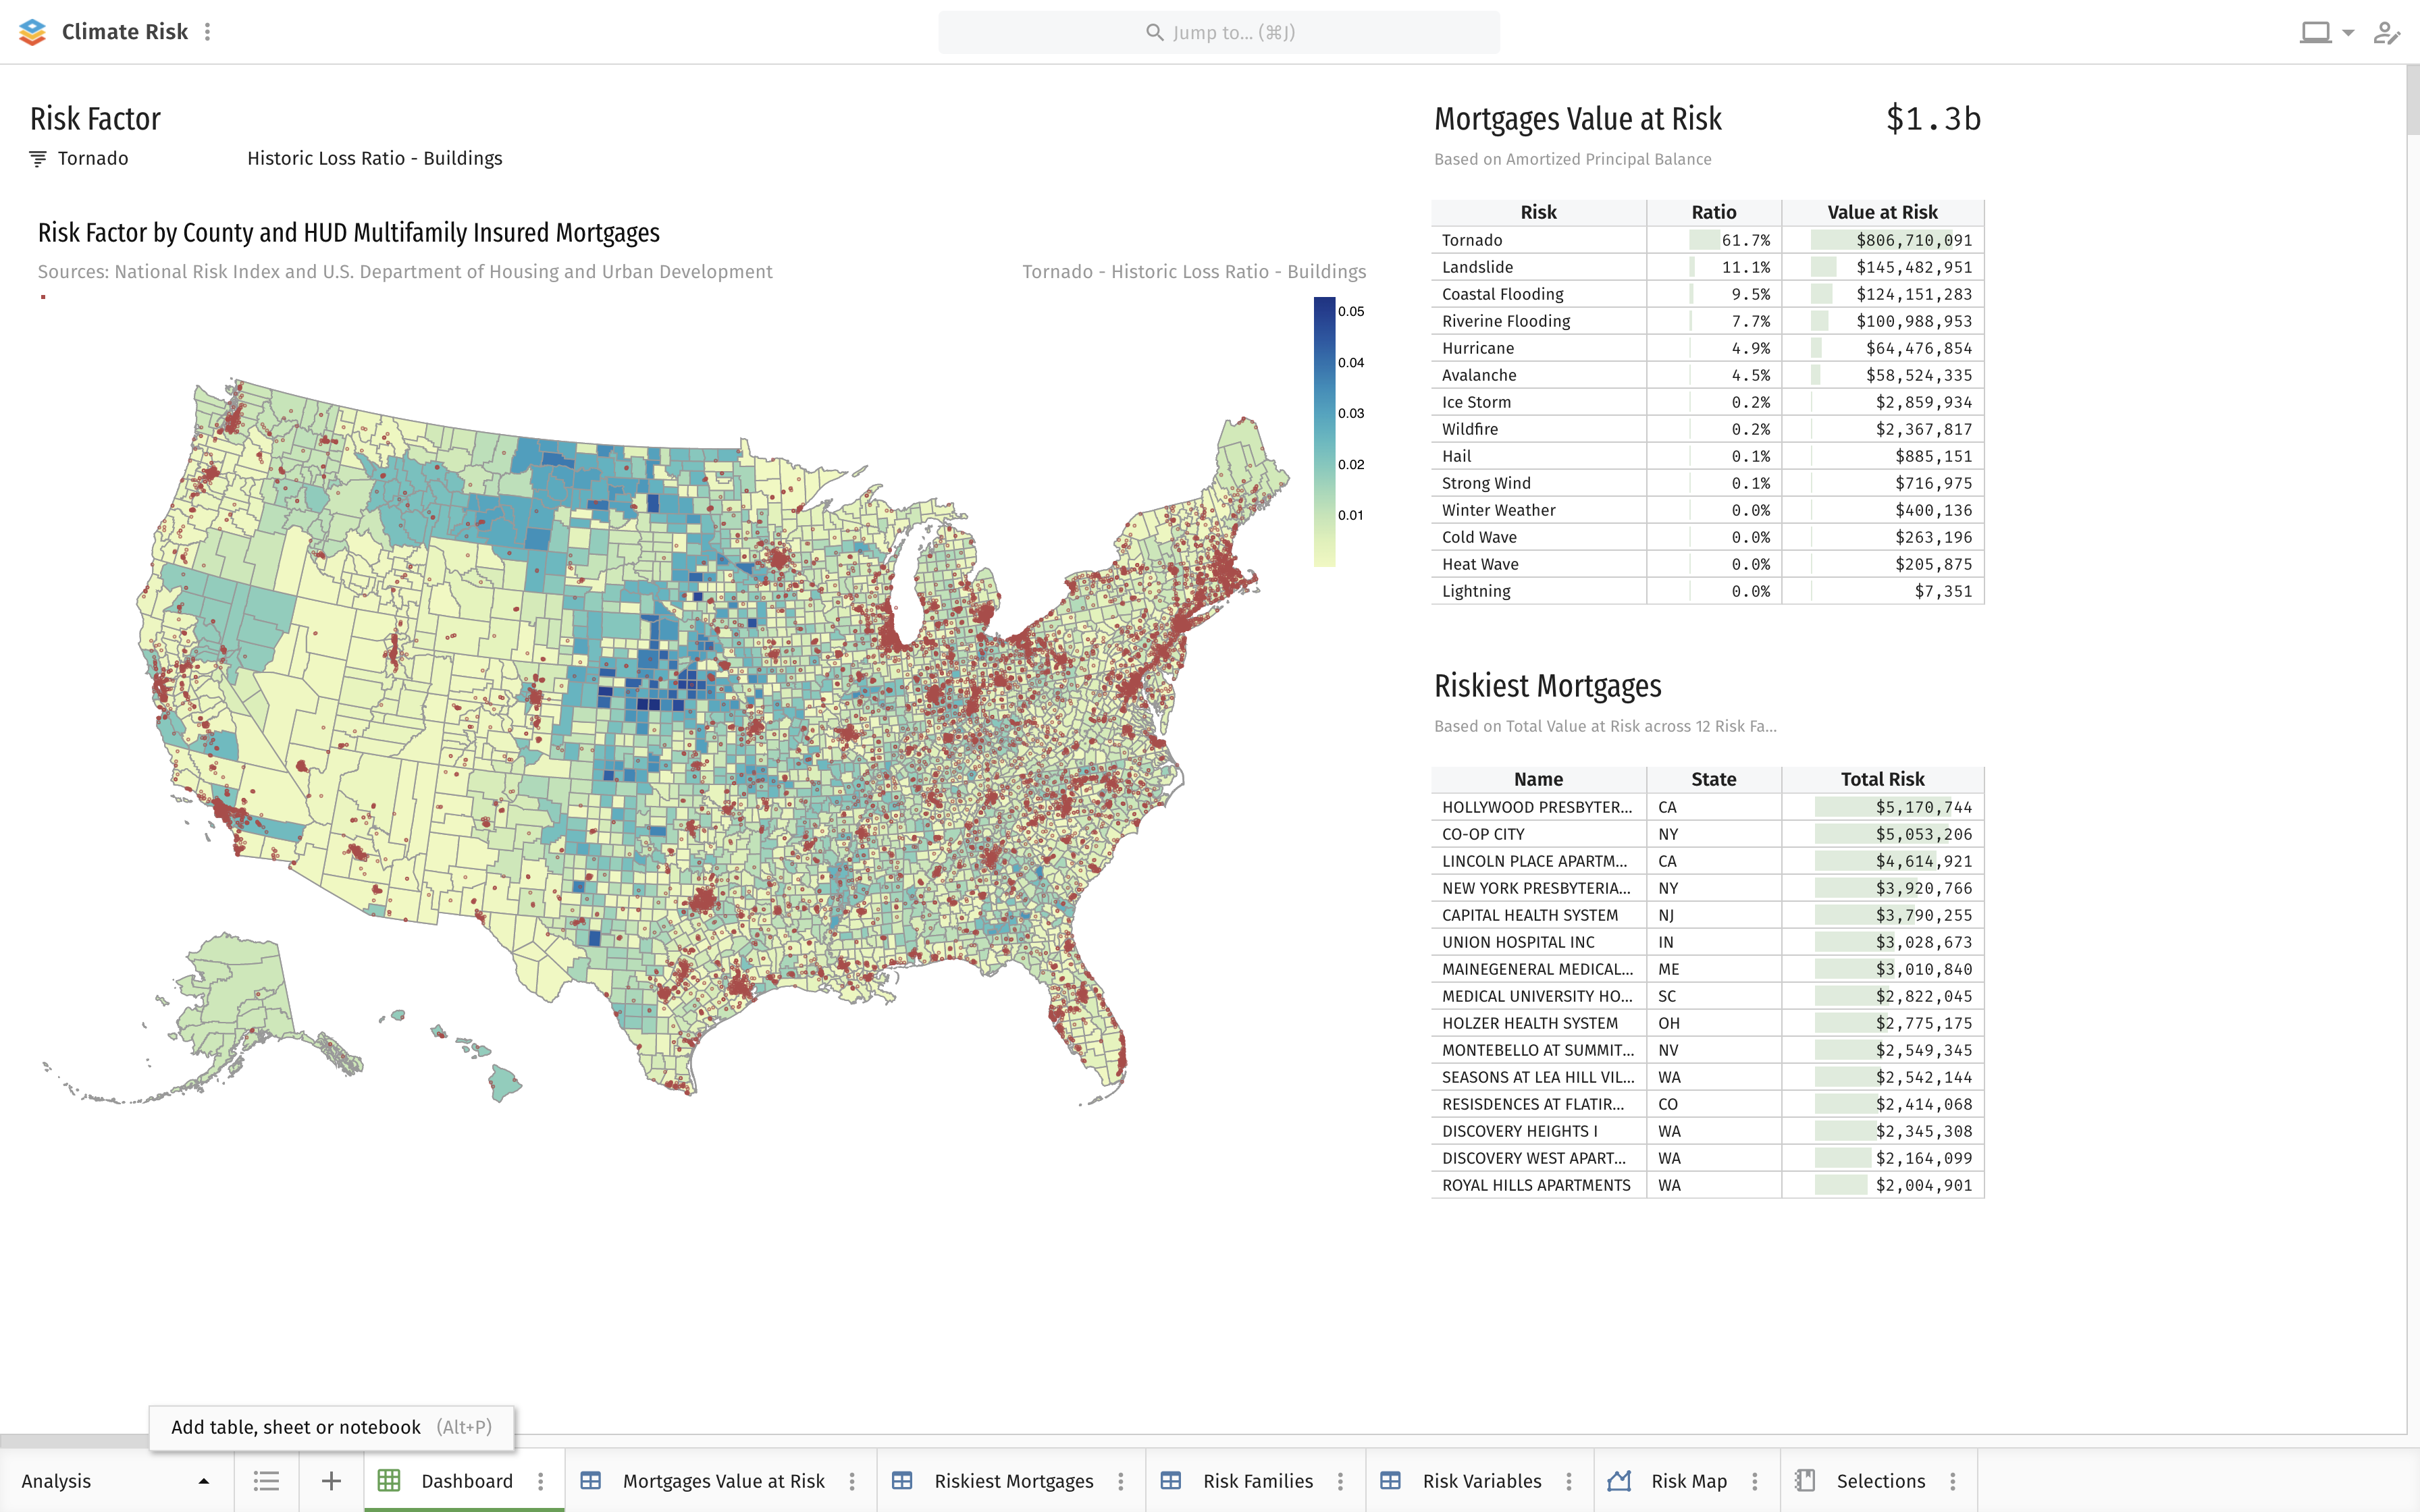 Climate Risk
Jump to... (⌘J)
Risk Factor
Tornado
Historic Loss Ratio - Buildings
Risk Factor by County and HUD Multifamily Insured Mortgages
Sources: National Risk Index and U.S. Department of Housing and Urban Development
Tornado - Historic Loss Ratio - Buildings
0.05
0.04
0.03
0.02
0.01
Mortgages Value at Risk $1.3b
Based on Amortized Principal Balance
Risk Ratio Value at Risk
Tornado 61.7% $806,710,091
Landslide 11.1% $145,482,951
Coastal Flooding 9.5% $124,151,283
Riverine Flooding 7.7% $100,988,953
Hurricane 4.9% $64,476,854
Avalanche 4.5% $58,524,335
Ice Storm 0.2% $2,859,934
Wildfire 0.2% $2,367,817
Hail 0.1% $885,151
Strong Wind 0.1% $716,975
Winter Weather 0.0% $400,136
Cold Wave 0.0% $263,196
Heat Wave 0.0% $205,875
Lightning 0.0% $7,351
Riskiest Mortgages
Based on Total Value at Risk across 12 Risk Fa...
Name State Total Risk
HOLLYWOOD PRESBYTER... CA $5,170,744
CO-OP CITY NY $5,053,206
LINCOLN PLACE APARTM... CA $4,614,921
NEW YORK PRESBYTERIA... NY $3,920,766
CAPITAL HEALTH SYSTEM NJ $3,790,255
UNION HOSPITAL INC IN $3,028,673
MAINEGENERAL MEDICAL... ME $3,010,840
MEDICAL UNIVERSITY HO... SC $2,822,045
HOLZER HEALTH SYSTEM OH $2,775,175
MONTEBELLO AT SUMMIT... NV $2,549,345
SEASONS AT LEA HILL VIL... WA $2,542,144
RESISDENCES AT FLATIR... CO $2,414,068
DISCOVERY HEIGHTS I WA $2,345,308
DISCOVERY WEST APART... WA $2,164,099
ROYAL HILLS APARTMENTS WA $2,004,901
Add table, sheet or notebook (Alt+P)
Analysis
Dashboard
Mortgages Value at Risk
Riskiest Mortgages
Risk Families
Risk Variables
Risk Map
Selections